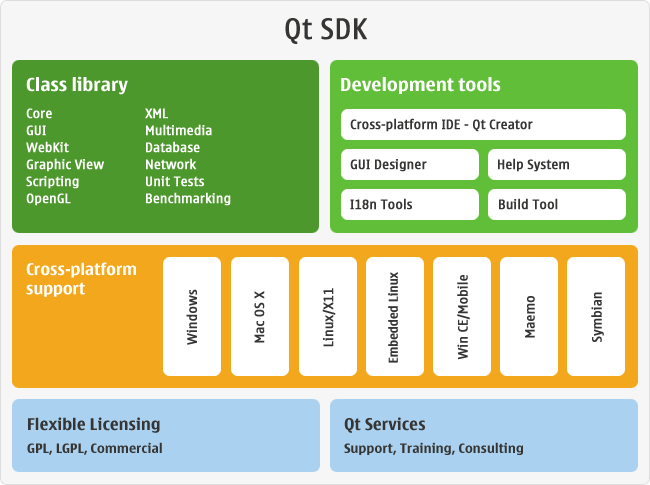 Qt SDK
Class library
Core
GUI
WebKit
Graphic View
Scripting
OpenGL
XML
Multimedia
Database
Network
Unit Tests
Benchmarking
Development tools
Cross-platform IDE - Qt Creator
GUI Designer
Help System
I18n Tools
Build Tool
Cross-platform
support
Windows
Mac OS X
Linux/X11
Embedded Linux
Win CE/Mobile
Maemo
Symbian
Flexible Licensing
GPL, LGPL, Commercial
Qt Services
Support, Training, Consulting